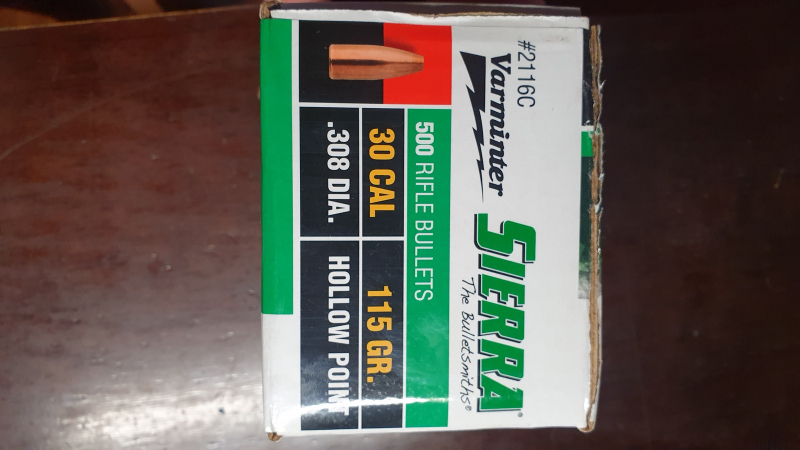 #2116C
Varminter SIERRA®
The Bulletsmiths®
500 RIFLE BULLETS
30 CAL 115 GR.
.308 DIA. HOLLOW POINT